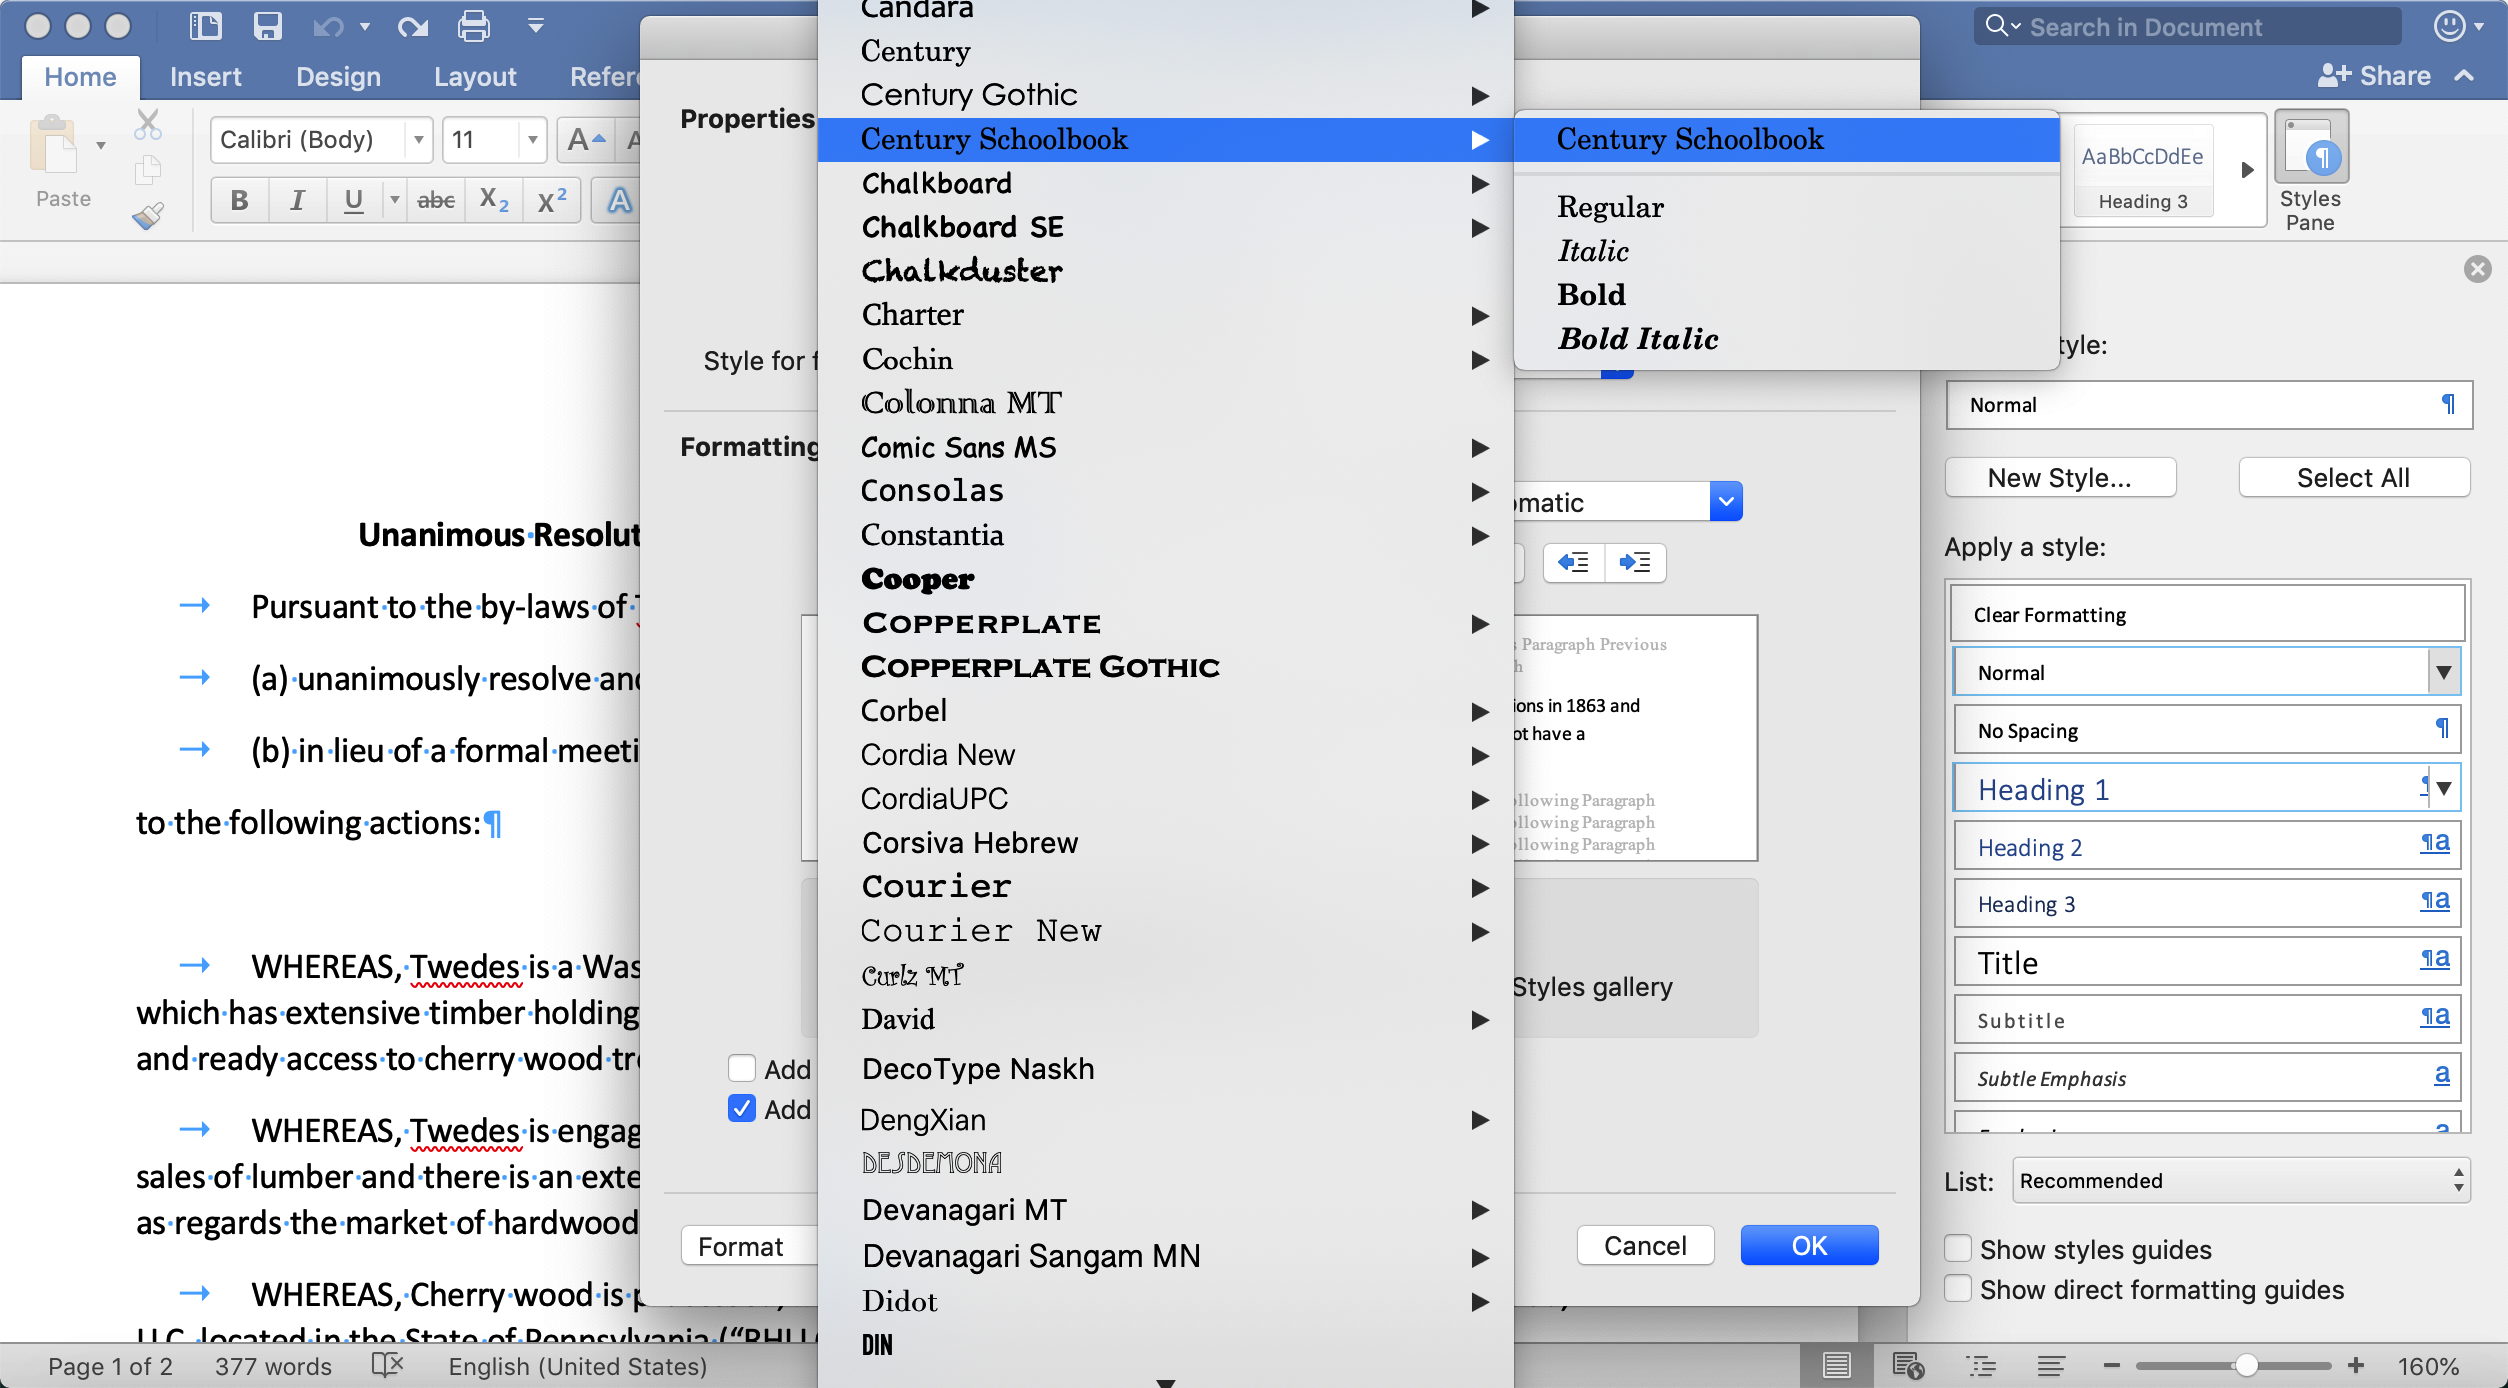 Search in Document
Home Insert Design Layout Refer
Share
Paste
Calibri (Body) 11 A A
B I U abc X2 X2 A
AaBbCcDdEe
Heading 3
Styles
Pane
Unanimous·Resolut
Pursuant·to·the·by-laws·of·
(a)·unanimously·resolve·and
(b)·in·lieu·of·a·formal·meeti
to·the·following·actions:¶
WHEREAS,·Twedes·is·a·Was
which·has·extensive·timber·holding
and·ready·access·to·cherry·wood·tre
WHEREAS,·Twedes·is·engag
sales·of·lumber·and·there·is·an·exte
as·regards·the·market·of·hardwood
WHEREAS,·Cherry·wood·is·p
LLC,·located·in·the·State·of·Pennsylvania·(“RHLLC
Properties
Style for f
Formatting
Add
Add
Format
Candara
Century
Century Gothic
Century Schoolbook
Chalkboard
Chalkboard SE
Chalkduster
Charter
Cochin
Colonna MT
Comic Sans MS
Consolas
Constantia
Cooper
Copperplate
Copperplate Gothic
Corbel
Cordia New
CordiaUPC
Corsiva Hebrew
Courier
Courier New
Curlz MT
David
DecoType Naskh
DengXian
DESDEMONA
Devanagari MT
Devanagari Sangam MN
Didot
DIN
Century Schoolbook
Regular
Italic
Bold
Bold Italic
omatic
s Paragraph Previous
h
ions in 1863 and
ot have a
ollowing Paragraph
ollowing Paragraph
ollowing Paragraph
Styles gallery
Cancel OK
tyle:
Normal ¶
New Style... Select All
Apply a style:
Clear Formatting
Normal
No Spacing ¶
Heading 1 ¶
Heading 2 ¶a
Heading 3 ¶a
Title ¶a
Subtitle ¶a
Subtle Emphasis a
List: Recommended
Show styles guides
Show direct formatting guides
Page 1 of 2 377 words English (United States) 160%